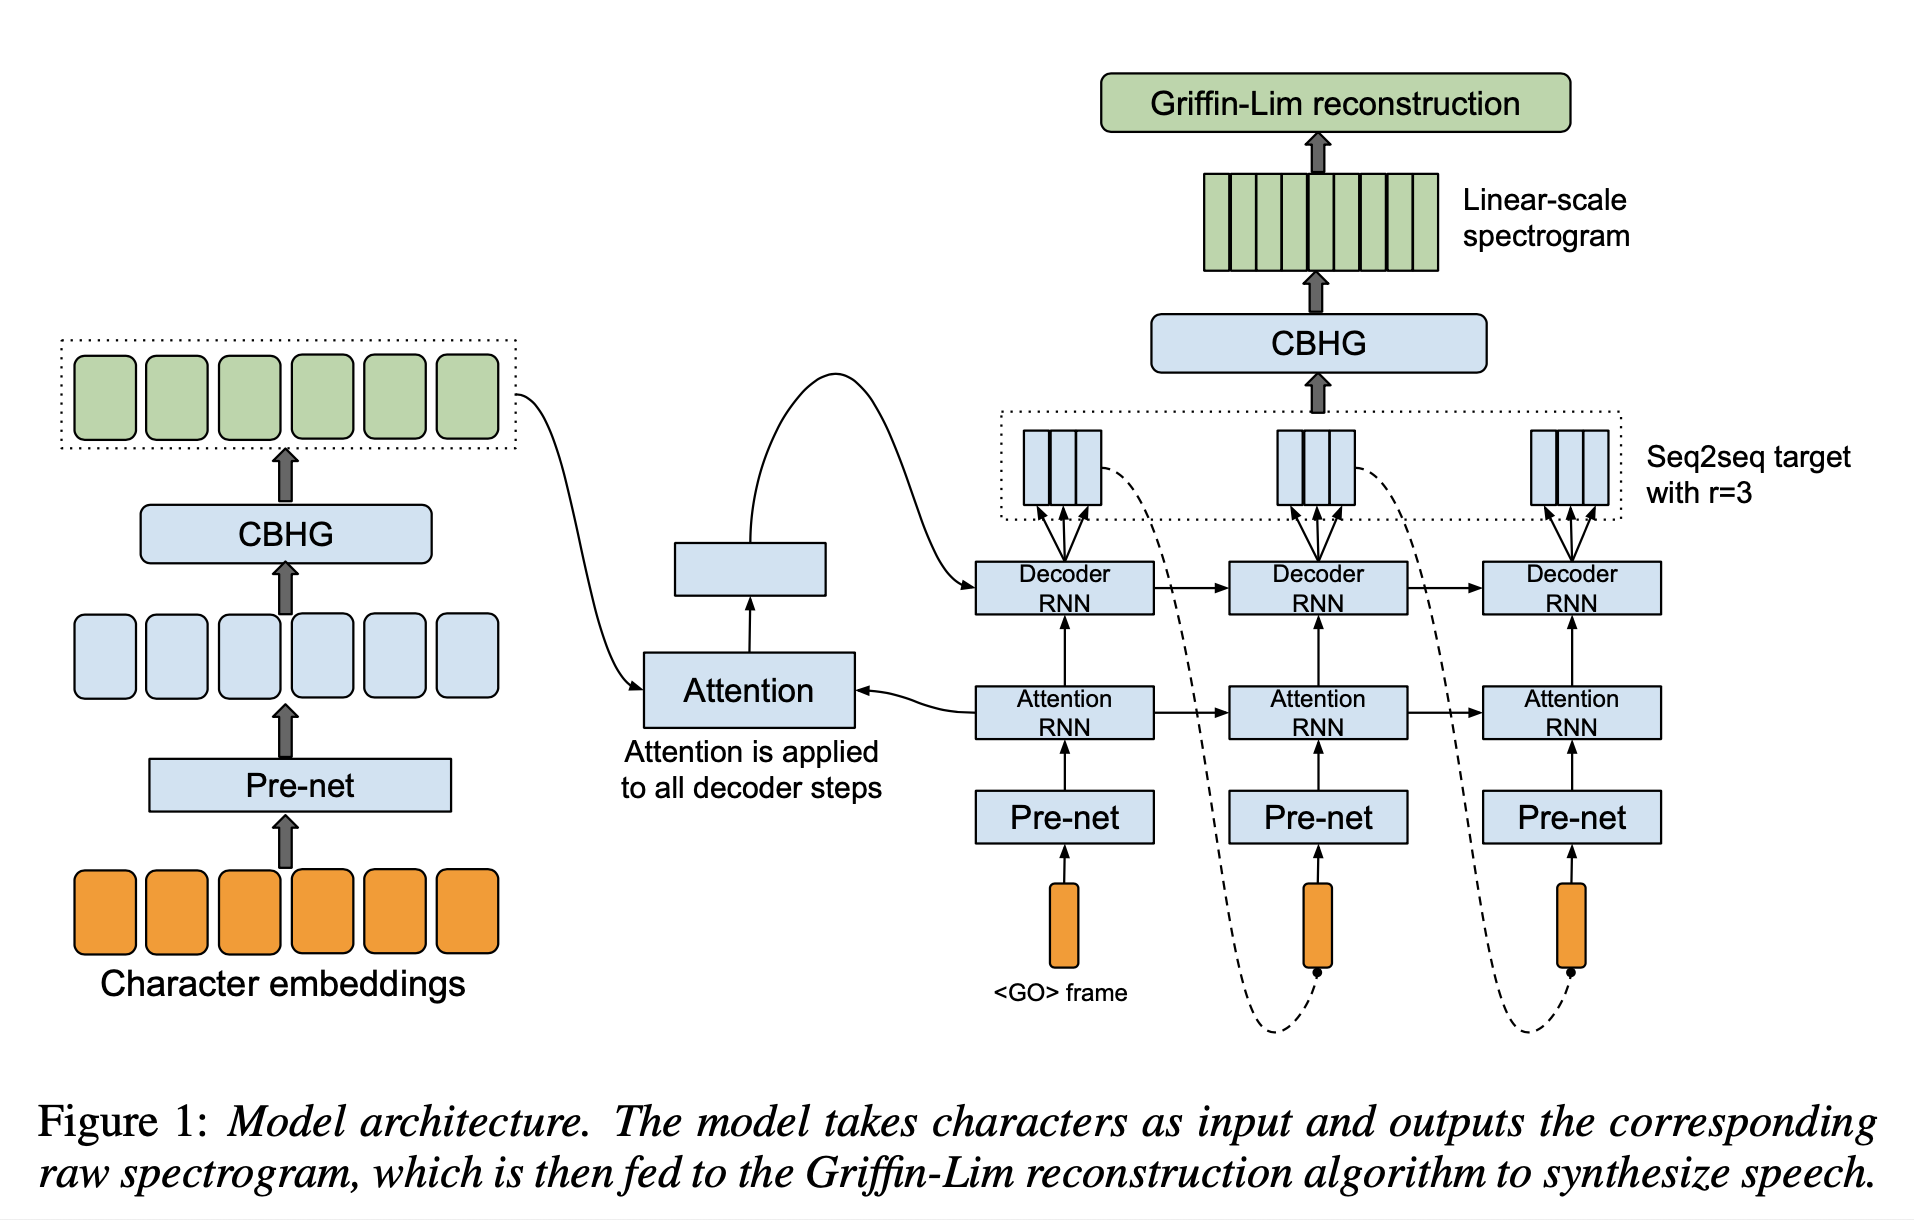 Griffin-Lim reconstruction
Linear-scale
spectrogram
CBHG
Seq2seq target
with r=3
CBHG
Decoder
RNN
Decoder
RNN
Decoder
RNN
Attention
Attention is applied
to all decoder steps
Attention
RNN
Attention
RNN
Attention
RNN
Pre-net
Pre-net
Pre-net
Pre-net
Character embeddings
<GO> frame
Figure 1: Model architecture. The model takes characters as input and outputs the corresponding
raw spectrogram, which is then fed to the Griffin-Lim reconstruction algorithm to synthesize speech.